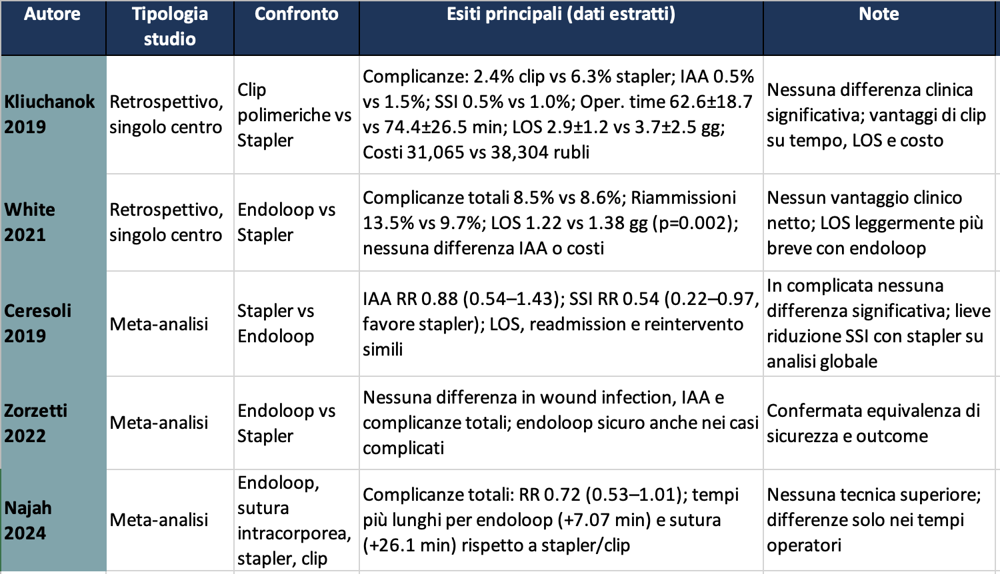 Autore
Tipologia
studio
Confronto
Esiti principali (dati estratti)
Note
Kliuchanok
2019
Retrospettivo,
singolo centro
Clip
polimeriche vs
Stapler
Complicanze: 2.4% clip vs 6.3% stapler; IAA 0.5%
vs 1.5%; SSI 0.5% vs 1.0%; Oper. time 62.6±18.7
vs 74.4±26.5 min; LOS 2.9±1.2 vs 3.7±2.5 gg;
Costi 31,065 vs 38,304 rubli
Nessuna differenza clinica
significativa; vantaggi di clip
su tempo, LOS e costo
White
2021
Retrospettivo,
singolo centro
Endoloop vs
Stapler
Complicanze totali 8.5% vs 8.6%; Riammissioni
13.5% vs 9.7%; LOS 1.22 vs 1.38 gg (p=0.002);
nessuna differenza IAA o costi
Nessun vantaggio clinico
netto; LOS leggermente più
breve con endoloop
Ceresoli
2019
Meta-analisi
Stapler vs
Endoloop
IAA RR 0.88 (0.54–1.43); SSI RR 0.54 (0.22–0.97,
favore stapler); LOS, readmission e reintervento
simili
In complicata nessuna
differenza significativa; lieve
riduzione SSI con stapler su
analisi globale
Zorzetti
2022
Meta-analisi
Endoloop vs
Stapler
Nessuna differenza in wound infection, IAA e
complicanze totali; endoloop sicuro anche nei casi
complicati
Confermata equivalenza di
sicurezza e outcome
Najah
2024
Meta-analisi
Endoloop,
sutura
intracorporea,
stapler, clip
Complicanze totali: RR 0.72 (0.53–1.01); tempi
più lunghi per endoloop (+7.07 min) e sutura
(+26.1 min) rispetto a stapler/clip
Nessuna tecnica superiore;
differenze solo nei tempi
operatori